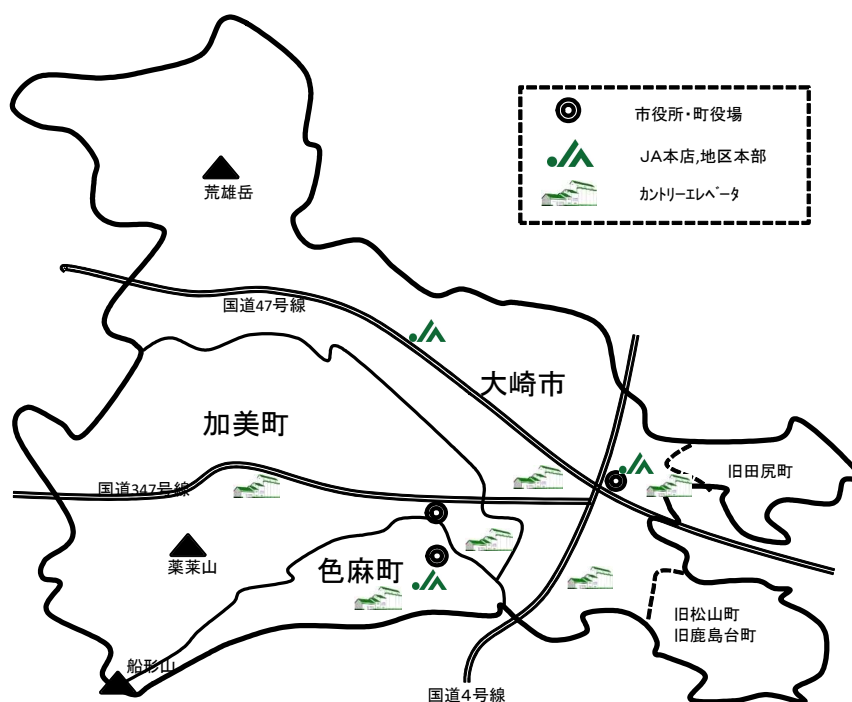 市役所・町役場
JA本店,地区本部
ｶﾝﾄﾘｰｴﾚﾍﾞｰﾀ
荒雄岳
国道47号線
大崎市
加美町
国道347号線
旧田尻町
薬莱山
色麻町
旧松山町
旧鹿島台町
船形山
国道4号線